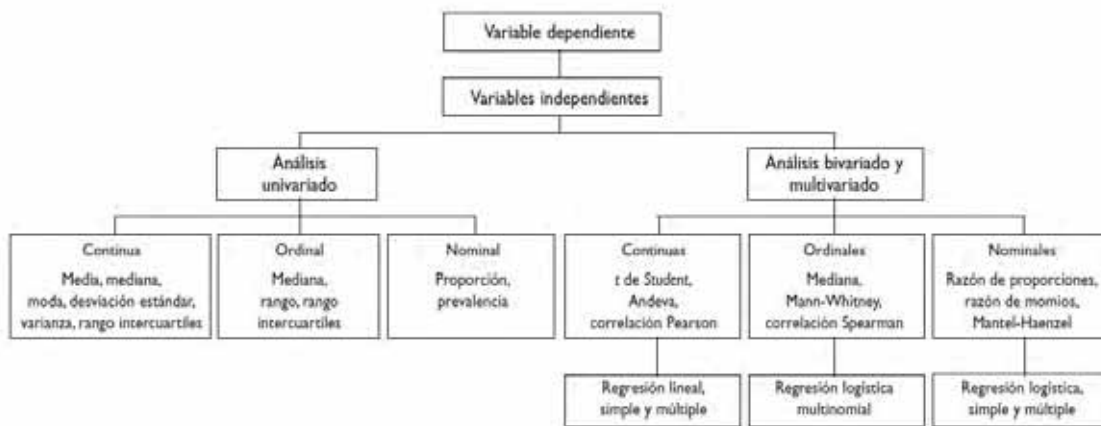 Variable dependiente
Variables independientes
Análisis
univariado
Análisis bivariado y
multivariado
Continua
Media, mediana,
moda, desviación estándar,
varianza, rango intercuartiles
Ordinal
Mediana,
rango, rango
intercuartiles
Nominal
Proporción,
prevalencia
Continuas
t de Student,
Andeva,
correlación Pearson
Ordinales
Mediana,
Mann-Whitney,
correlación Spearman
Nominales
Razón de proporciones,
razón de momios,
Mantel-Haenzel
Regresión lineal,
simple y múltiple
Regresión logística
multinomial
Regresión logística,
simple y múltiple